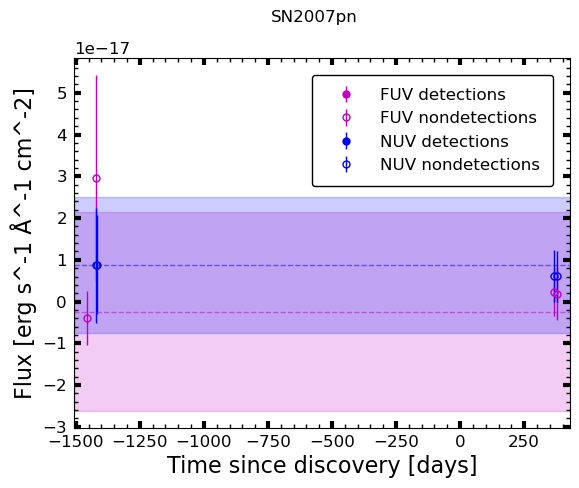 SN2007pn
1e−17
5
4
3
2
1
0
−1
−2
−3
Flux [erg s^-1 Å^-1 cm^-2]
FUV detections
FUV nondetections
NUV detections
NUV nondetections
−1500 −1250 −1000 −750 −500 −250 0 250
Time since discovery [days]